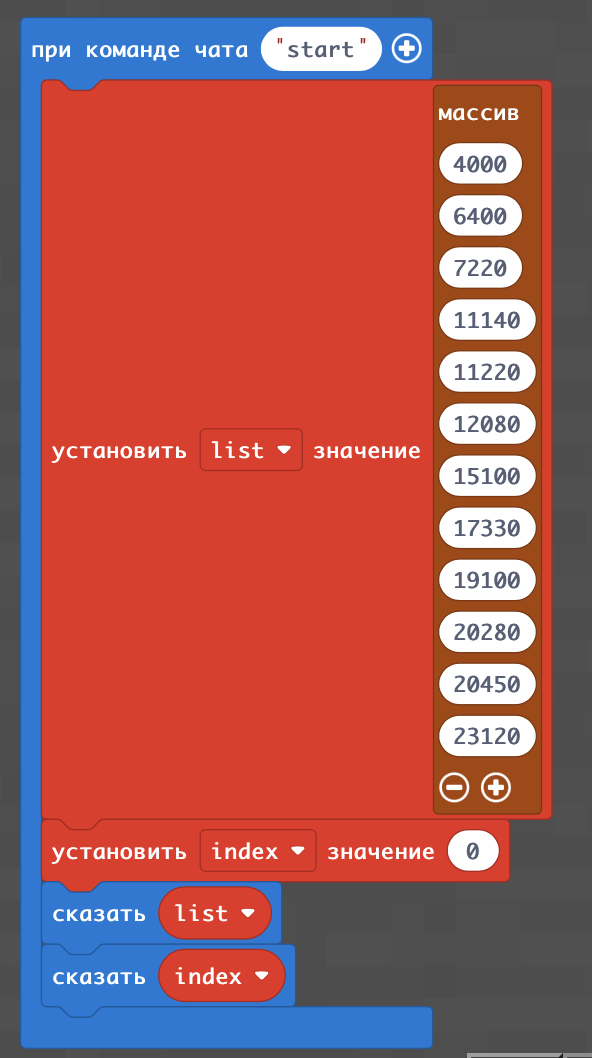 при команде чата "start"
массив
4000
6400
7220
11140
11220
12080
15100
17330
19100
20280
20450
23120
установить list значение
установить index значение 0
сказать list
сказать index